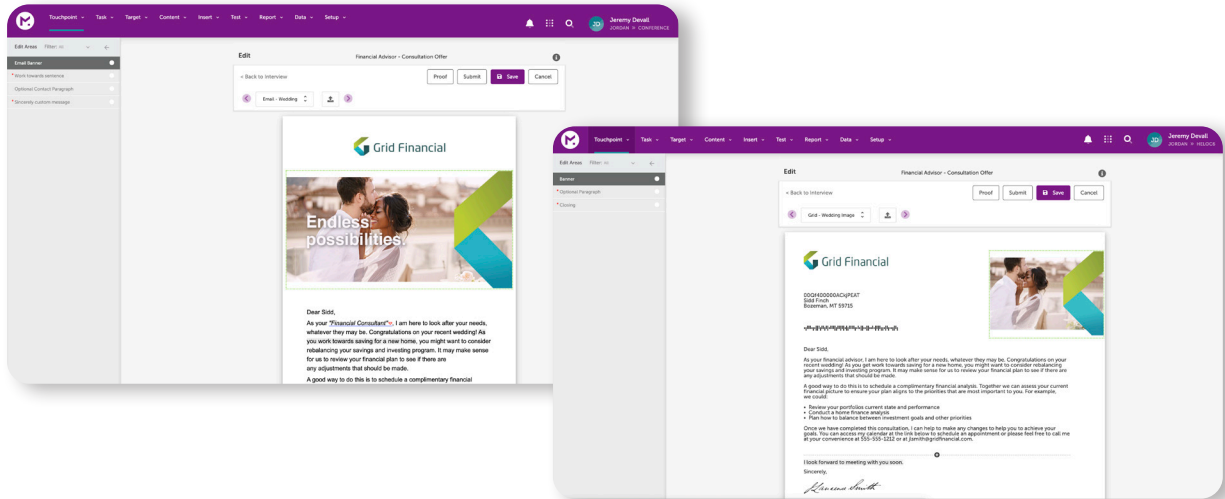 Touchpoint Task Target Content Insert Test Report Data Setup
Jeremy Devall
JD
JORDAN CONFERENCE
Edit Areas Filter:
Email Banner
*Work towards sentence
Optional Contact Paragraph
*Sincerely custom message
Edit Financial Advisor - Consultation Offer
< Back to Interview Proof Submit Save Cancel
Email - Wedding
Grid Financial
Endless
possibilities.
Dear Sidd,
As your "Financial Consultant", I am here to look after your needs,
whatever they may be. Congratulations on your recent wedding! As
you work towards saving for a new home, you might want to consider
rebalancing your savings and investing program. It may make sense
for us to review your financial plan to see if there are
any adjustments that should be made.
A good way to do this is to schedule a complimentary financial
Touchpoint Task Target Content Insert Test Report Data Setup
Jeremy Devall
JD
JORDAN
Edit Areas Filter:
Banner
*Optional Paragraph
*Closing
Edit Financial Advisor - Consultation Offer
< Back to Interview Proof Submit Save Cancel
Grid - Wedding Image
Grid Financial
Sidd Finch
Bozeman, MT 59715
Dear Sidd,
As your financial advisor, I am here to look after your needs, whatever they may be. Congratulations on your
recent wedding! As you get work towards saving for a new home, you might want to consider rebalancing
your savings and investing program. It may make sense for us to review your financial plan to see if there are
any adjustments that should be made.
A good way to do this is to schedule a complimentary financial analysis. Together we can assess your current
financial picture to ensure your plan aligns to the priorities that are most important to you. For example,
we could:
• Review your portfolios current state and performance
• Conduct a home finance analysis
• Plan how to balance between investment goals and other priorities
Once we have completed this consultation, I can help to make any changes to help you to achieve your
goals. You can access my calendar at the link below to schedule an appointment or please feel free to call me
at your convenience at 555-555-1212 or at jsmith@gridfinancial.com.
I look forward to meeting with you soon.
Sincerely,